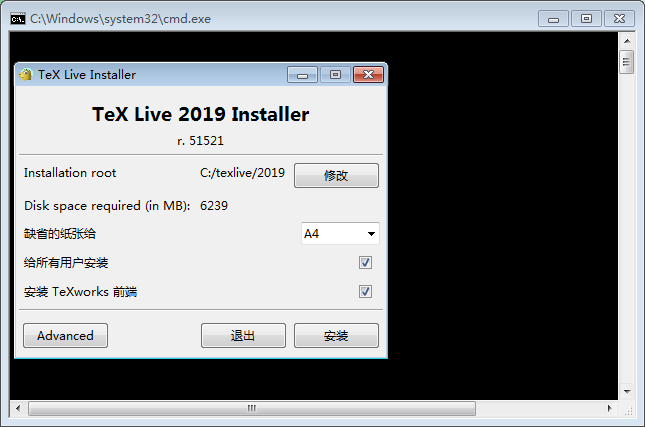 C:\Windows\system32\cmd.exe
TeX Live Installer
TeX Live 2019 Installer
r. 51521
Installation root C:/texlive/2019 修改
Disk space required (in MB): 6239
缺省的纸张给 A4
给所有用户安装
安装 TeXworks 前端
Advanced 退出 安装